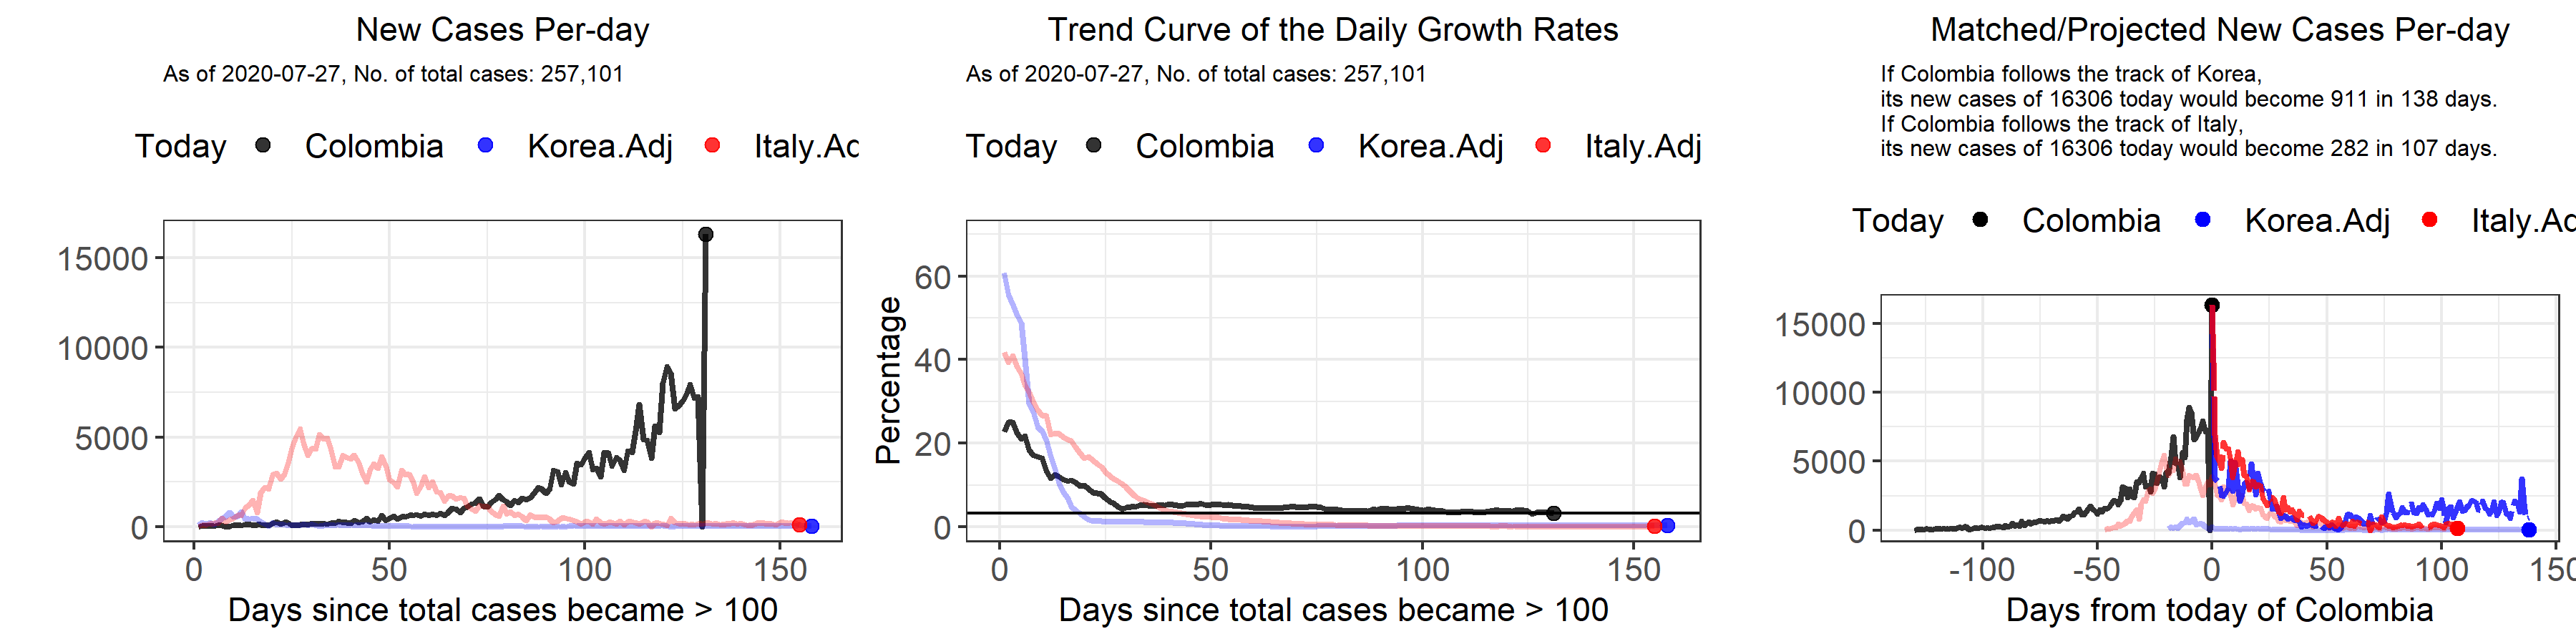 New Cases Per-day
As of 2020-07-27, No. of total cases: 257,101
Today Colombia Korea.Adj Italy.Ac
15000
10000
5000
0
0 50 100 150
Days since total cases became > 100
Trend Curve of the Daily Growth Rates
As of 2020-07-27, No. of total cases: 257,101
Today Colombia Korea.Adj Italy.Adj
Percentage
60
40
20
0
0 50 100 150
Days since total cases became > 100
Matched/Projected New Cases Per-day
If Colombia follows the track of Korea,
its new cases of 16306 today would become 911 in 138 days.
If Colombia follows the track of Italy,
its new cases of 16306 today would become 282 in 107 days.
Today Colombia Korea.Adj Italy.Ad
15000
10000
5000
0
-100 -50 0 50 100 150
Days from today of Colombia